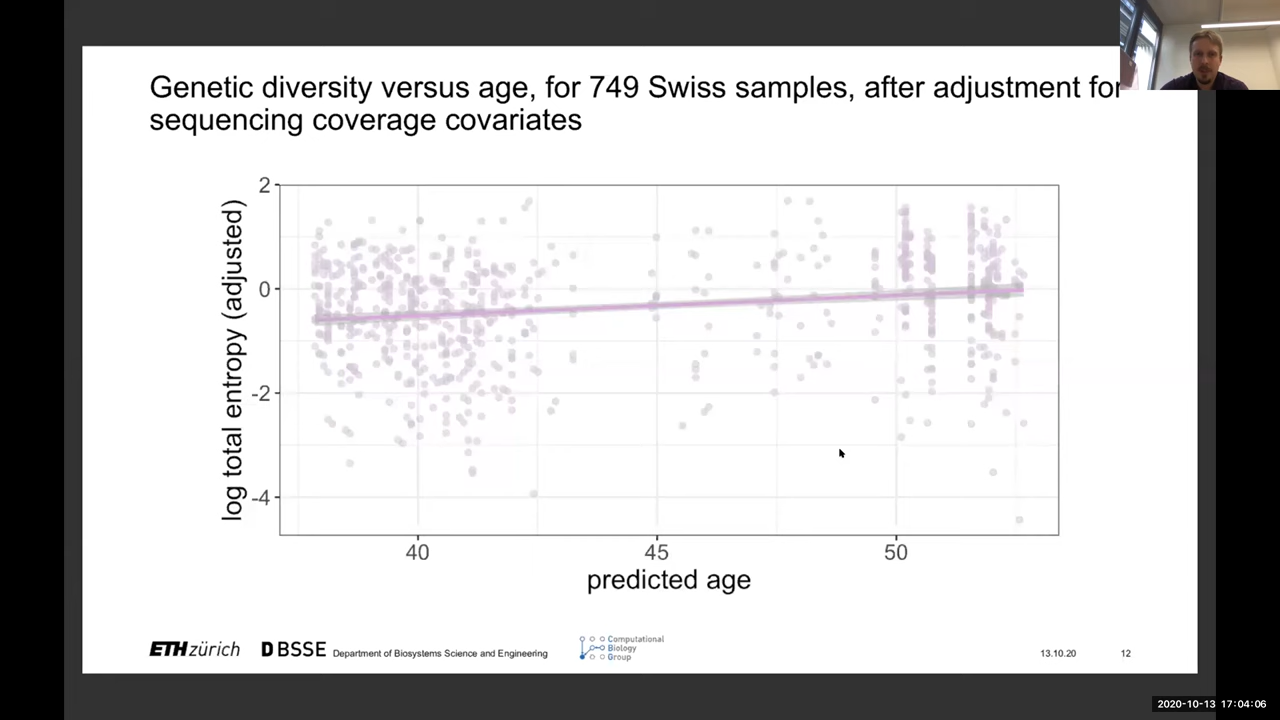 Genetic diversity versus age, for 749 Swiss samples, after adjustment for
sequencing coverage covariates
log total entropy (adjusted)
2
0
-2
-4
40
45
50
predicted age
ETH zürich
D BSSE
Department of Biosystems Science and Engineering
Computational
Biology
Group
13.10.20
12
2020-10-13 17:04:06